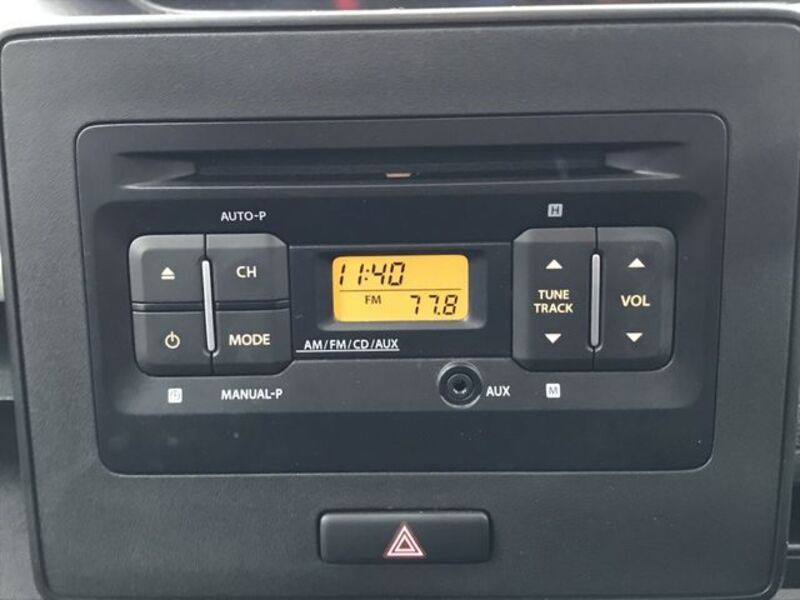 AUTO-P
H
CH
MODE
MANUAL-P
11:40
FM
77.8
AM/FM/CD/AUX
AUX
TUNE
TRACK
VOL
M